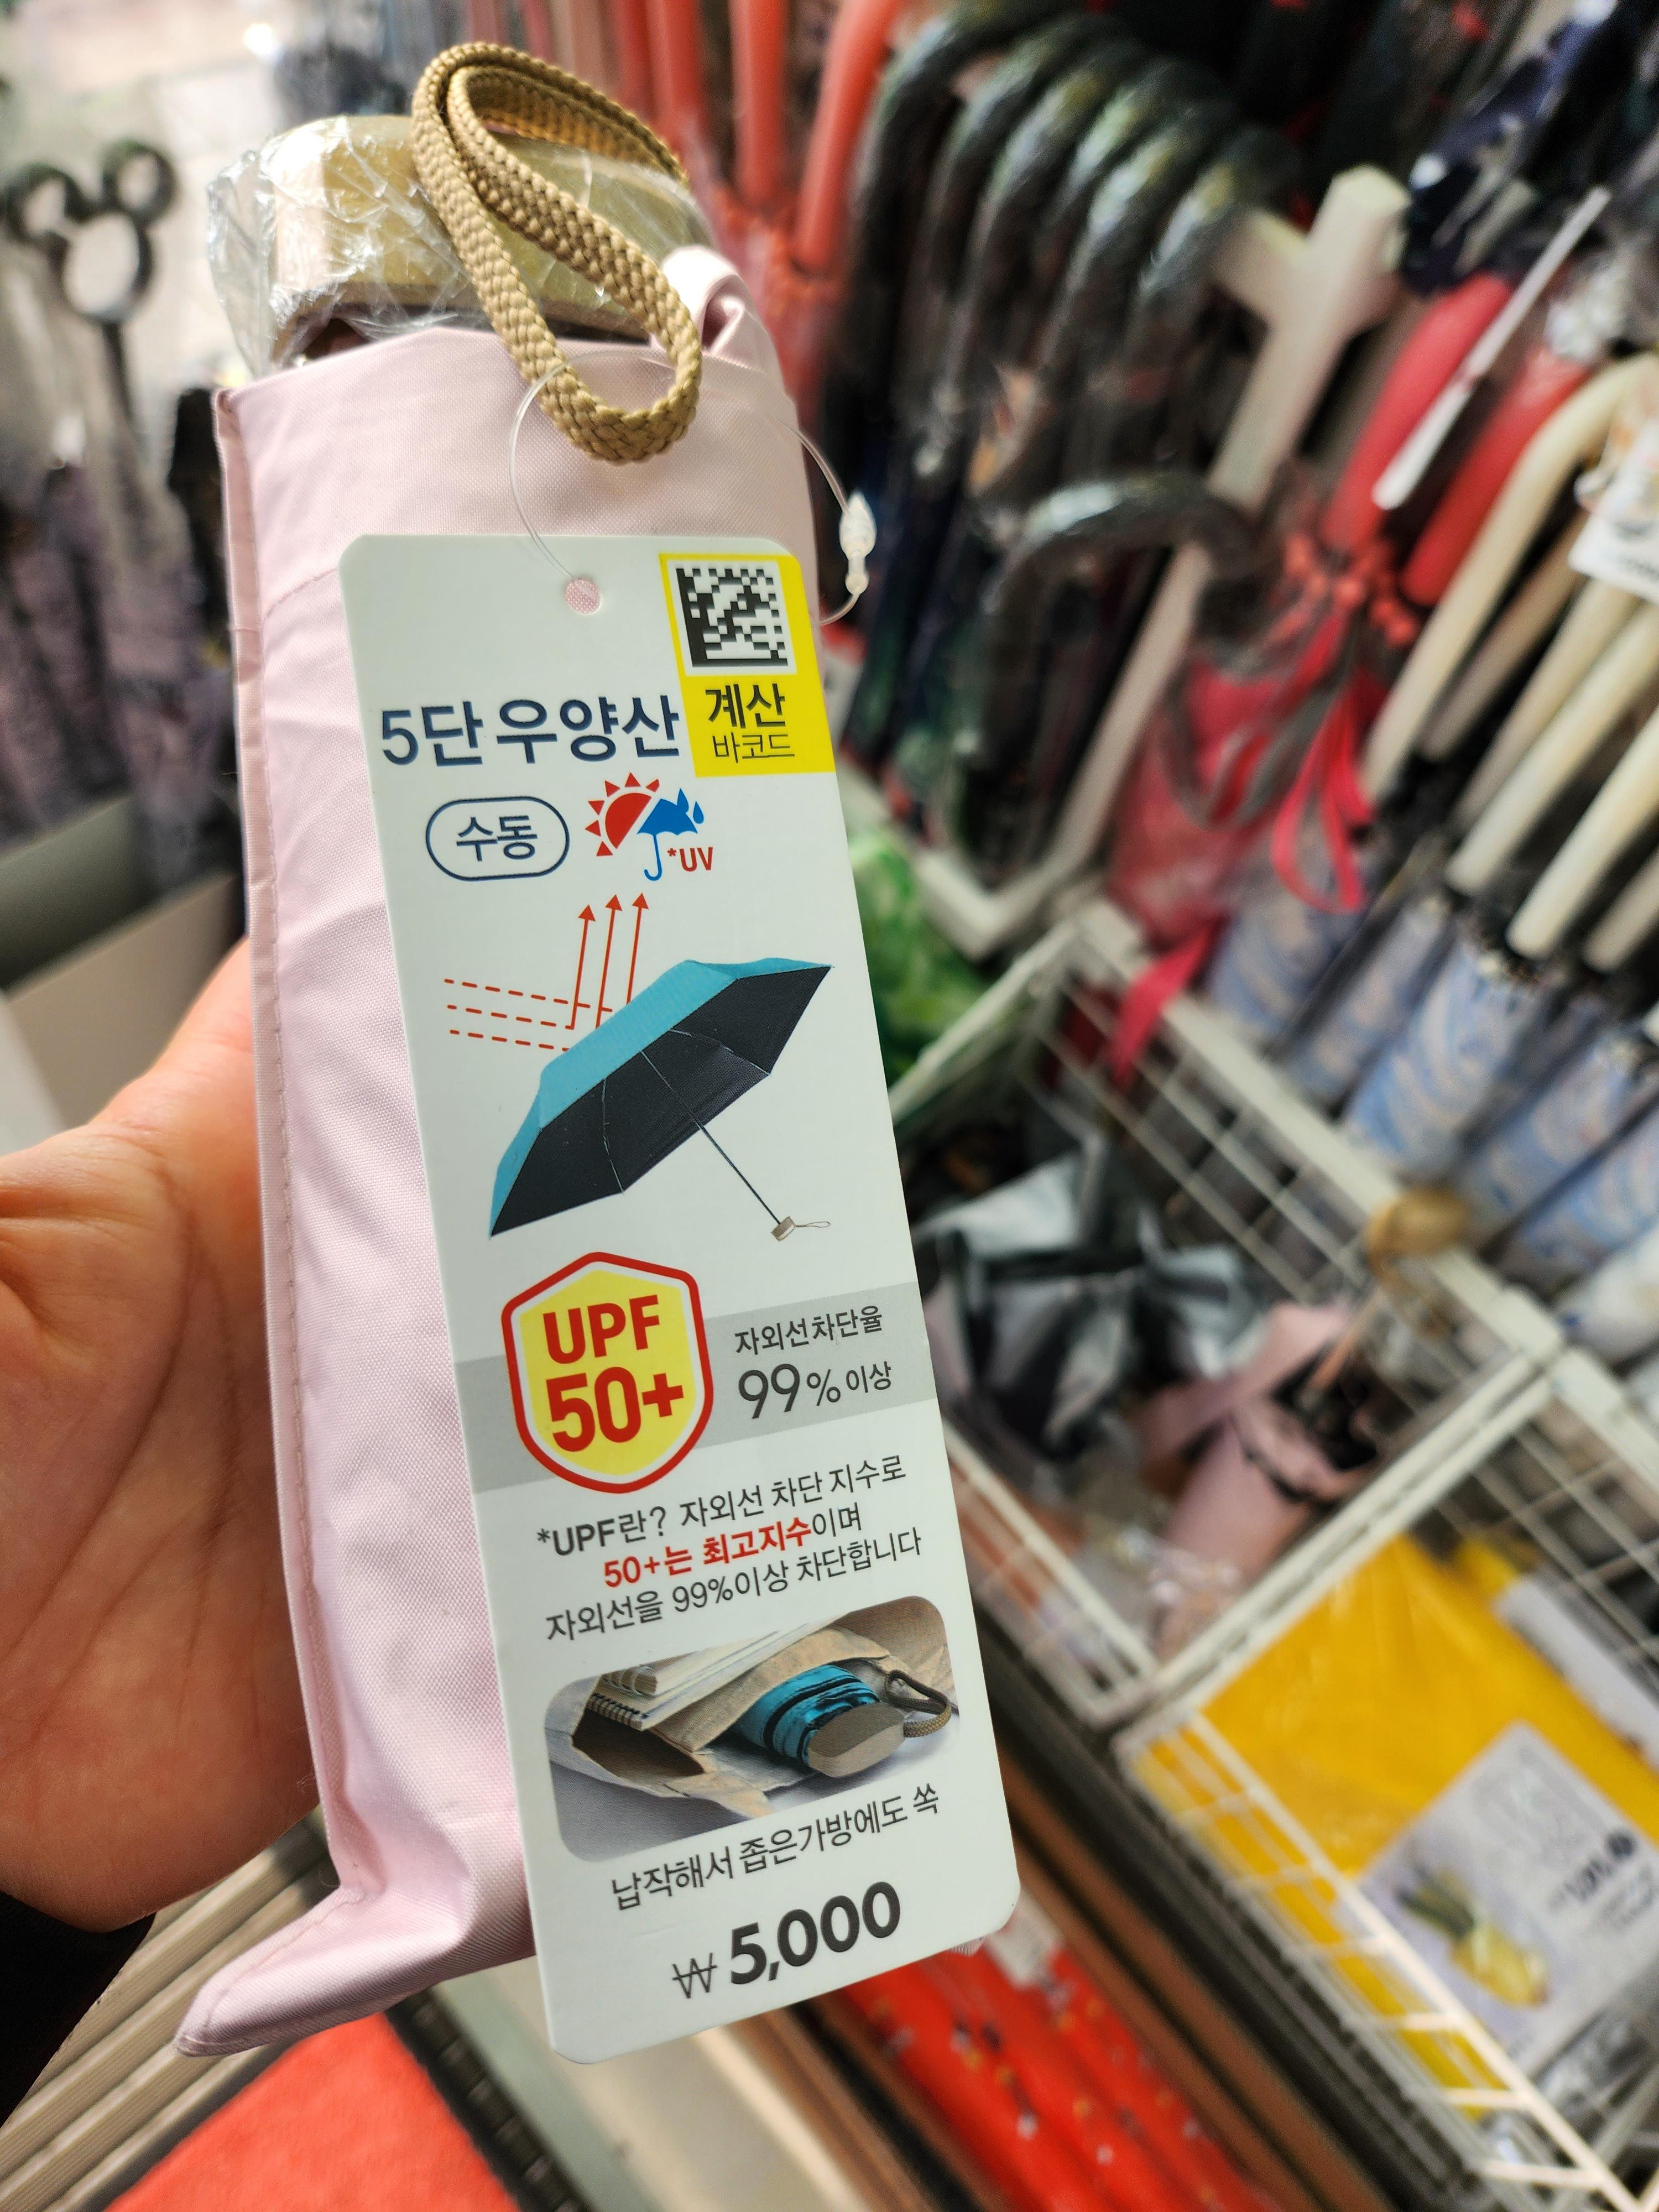 5단우양산
계산
바코드
수동
*UV
UPF
50+
자외선차단율
99% 이상
*UPF란? 자외선 차단 지수로
50+는 최고지수이며
자외선을 99%이상 차단합니다
납작해서 좁은가방에도 쏙
₩ 5,000